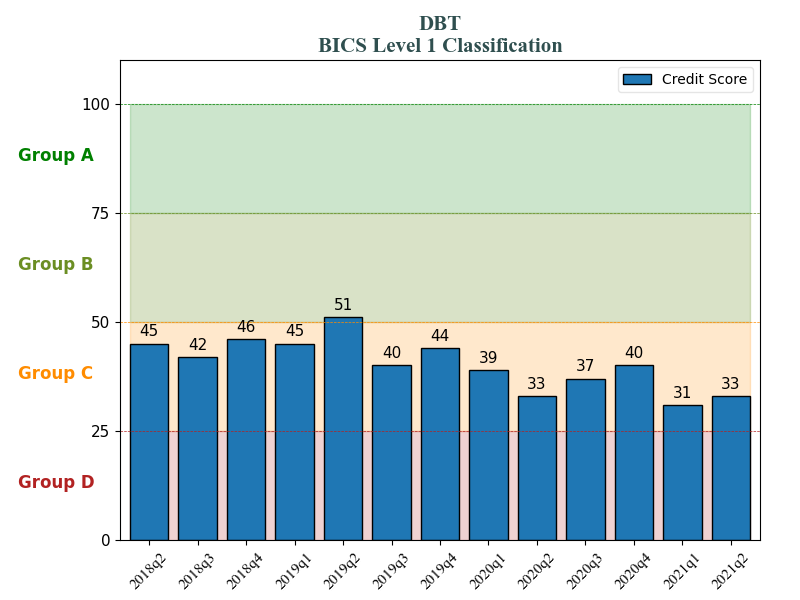 DBT
BICS Level 1 Classification
Credit Score
100
Group A
75
Group B
50
Group C
25
Group D
0
45
42
46
45
51
40
44
39
33
37
40
31
33
2018q2
2018q3
2018q4
2019q1
2019q2
2019q3
2019q4
2020q1
2020q2
2020q3
2020q4
2021q1
2021q2